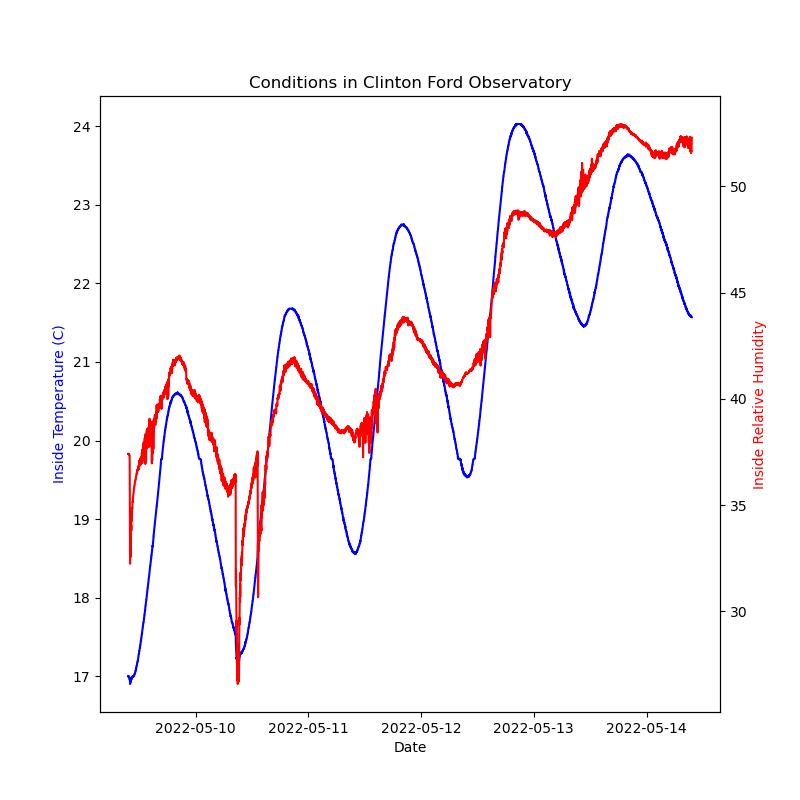 Conditions in Clinton Ford Observatory
24
23
22
21
20
19
18
17
Inside Temperature (C)
50
45
40
35
30
Inside Relative Humidity
2022-05-10 2022-05-11 2022-05-12 2022-05-13 2022-05-14
Date